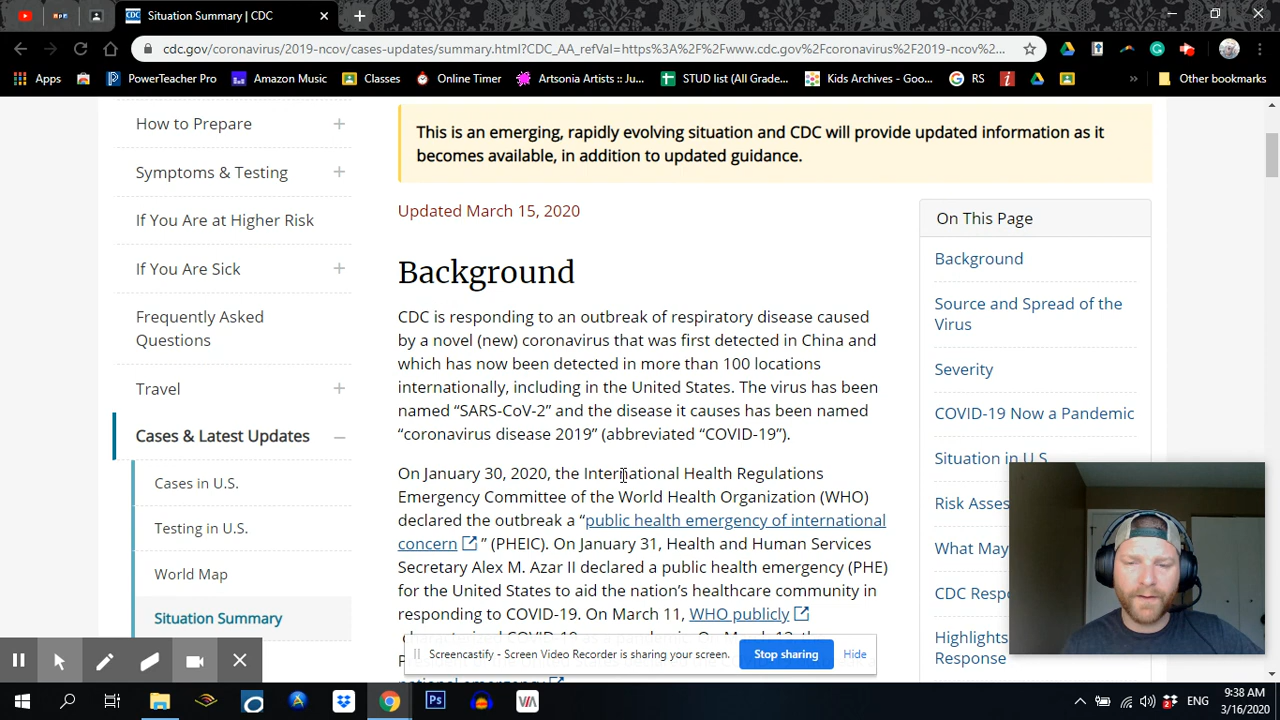 Situation Summary | CDC
cdc.gov/coronavirus/2019-ncov/cases-updates/summary.html?CDC_AA_refVal=https%3A%2F%2Fwww.cdc.gov%2Fcoronavirus%2F2019-ncov%2...
Apps
PowerTeacher Pro
Amazon Music
Classes
Online Timer
Artsonia Artists :: Ju...
STUD list (All Grade...
Kids Archives - Goo...
RS
Other bookmarks
How to Prepare
Symptoms & Testing
If You Are at Higher Risk
If You Are Sick
Frequently Asked
Questions
Travel
Cases & Latest Updates
Cases in U.S.
Testing in U.S.
World Map
Situation Summary
This is an emerging, rapidly evolving situation and CDC will provide updated information as it
becomes available, in addition to updated guidance.
Updated March 15, 2020
Background
CDC is responding to an outbreak of respiratory disease caused
by a novel (new) coronavirus that was first detected in China and
which has now been detected in more than 100 locations
internationally, including in the United States. The virus has been
named “SARS-CoV-2” and the disease it causes has been named
“coronavirus disease 2019” (abbreviated “COVID-19”).
On January 30, 2020, the International Health Regulations
Emergency Committee of the World Health Organization (WHO)
declared the outbreak a “public health emergency of international
concern ” (PHEIC). On January 31, Health and Human Services
Secretary Alex M. Azar II declared a public health emergency (PHE)
for the United States to aid the nation’s healthcare community in
responding to COVID-19. On March 11, WHO publicly
On This Page
Background
Source and Spread of the
Virus
Severity
COVID-19 Now a Pandemic
Situation in U.S.
Risk Asses
What May
CDC Resp
Highlights
Response
Screencastify - Screen Video Recorder is sharing your screen.
Stop sharing
Hide
ENG
9:38 AM
3/16/2020